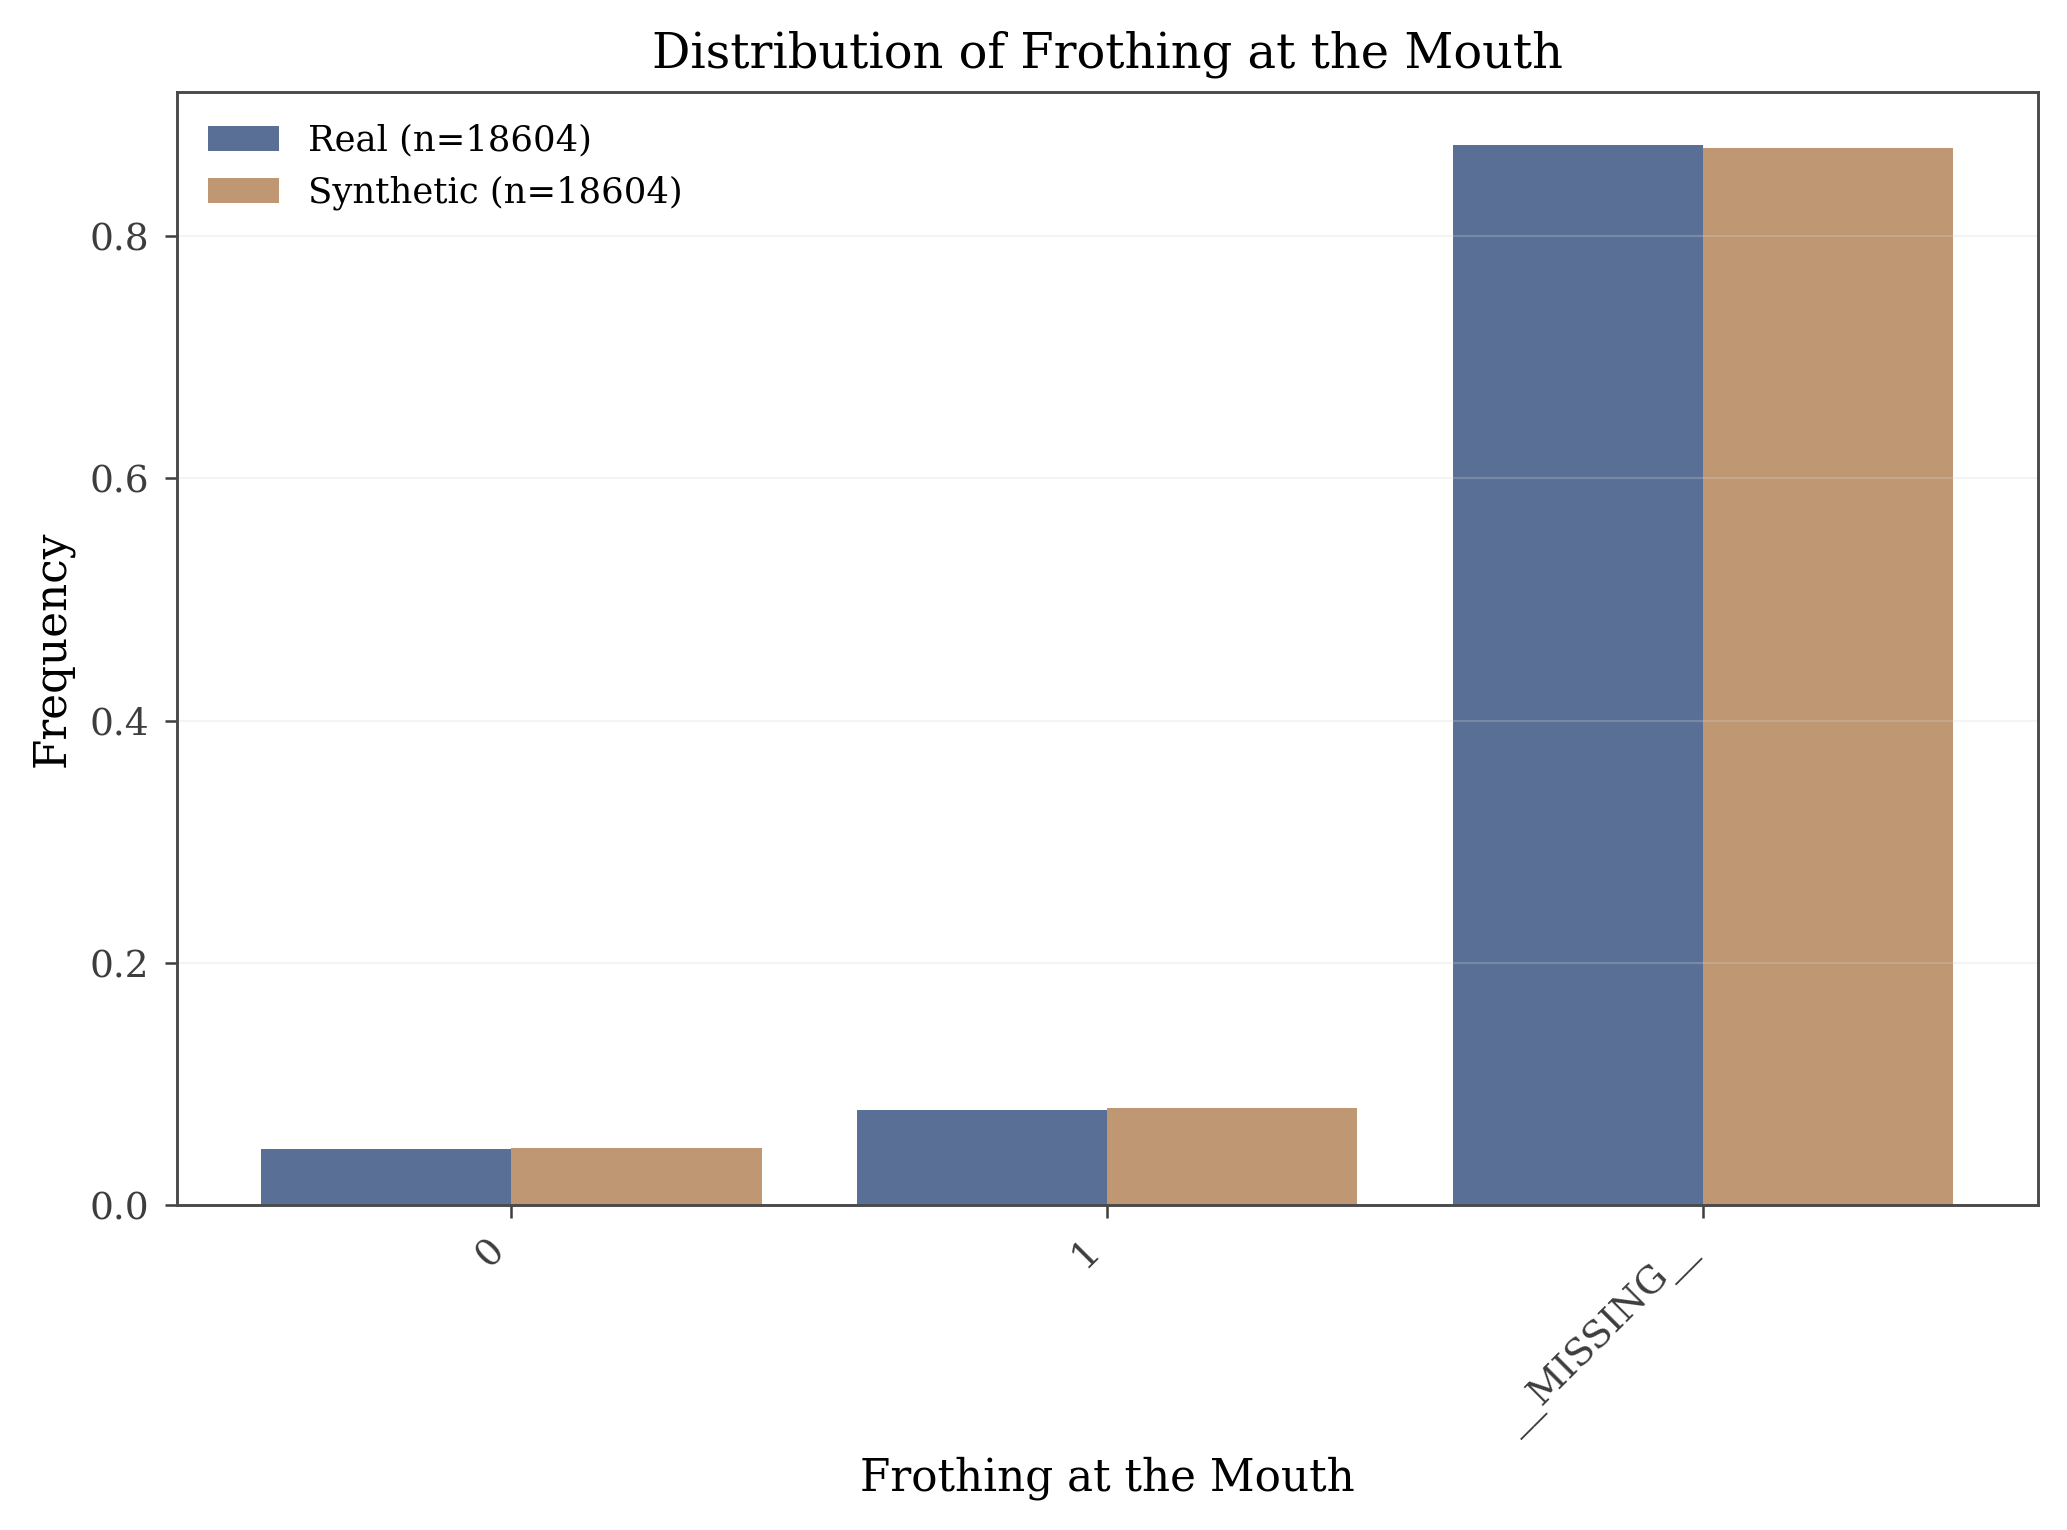 Distribution of Frothing at the Mouth
Real (n=18604)
Synthetic (n=18604)
Frequency
0.8
0.6
0.4
0.2
0.0
0
1
__MISSING__
Frothing at the Mouth